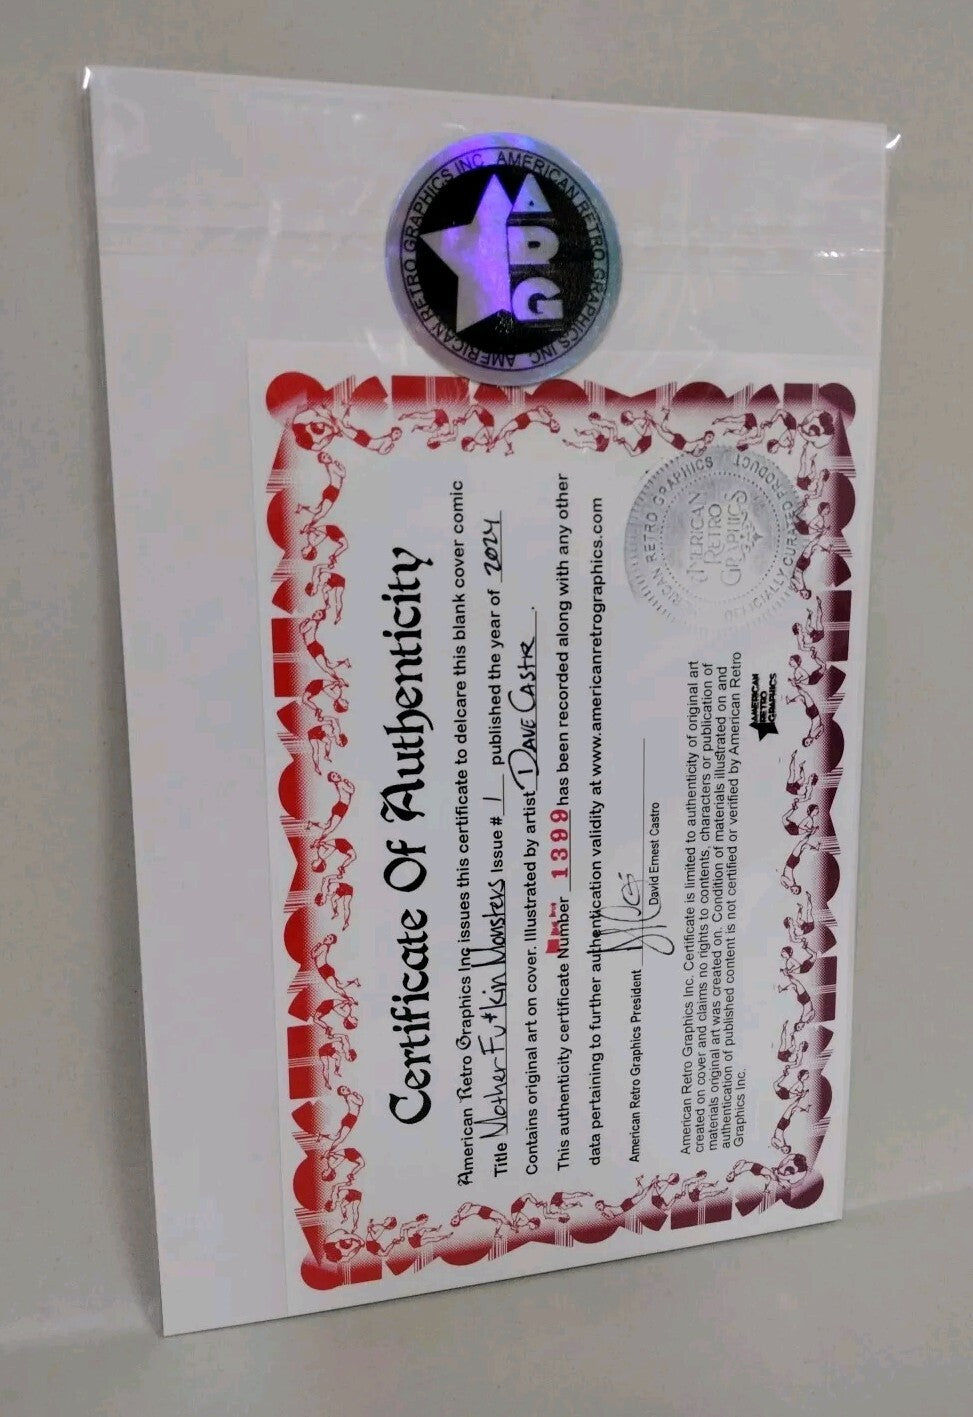 AMERICAN RETRO GRAPHICS INC. AMERICAN RETRO GRAPHICS INC.
Certificate Of Authenticity
American Retro Graphics Inc issues this certificate to delcare this blank cover comic
Title MotherFu*kin Monsters Issue # 1 published the year of 2024
Contains original art on cover. Illustrated by artist Dave Castr.
This authenticity certificate Number 1399 has been recorded along with any other
data pertaining to further authentication validity at www.americanretrographics.com
American Retro Graphics President
David Ernest Castro
American Retro Graphics Inc. Certificate is limited to authenticity of original art
created on cover and claims no rights to contents, characters or publication of
materials original art was created on. Condition of materials illustrated on and
authentication of published content is not certified or verified by American Retro
Graphics Inc.
AMERICAN
RETRO
GRAPHICS
RICAN RETRO GRAPHICS
AMERICAN
RETRO
GRAPHICS
OFFICIALLY CURATED PRODUCT